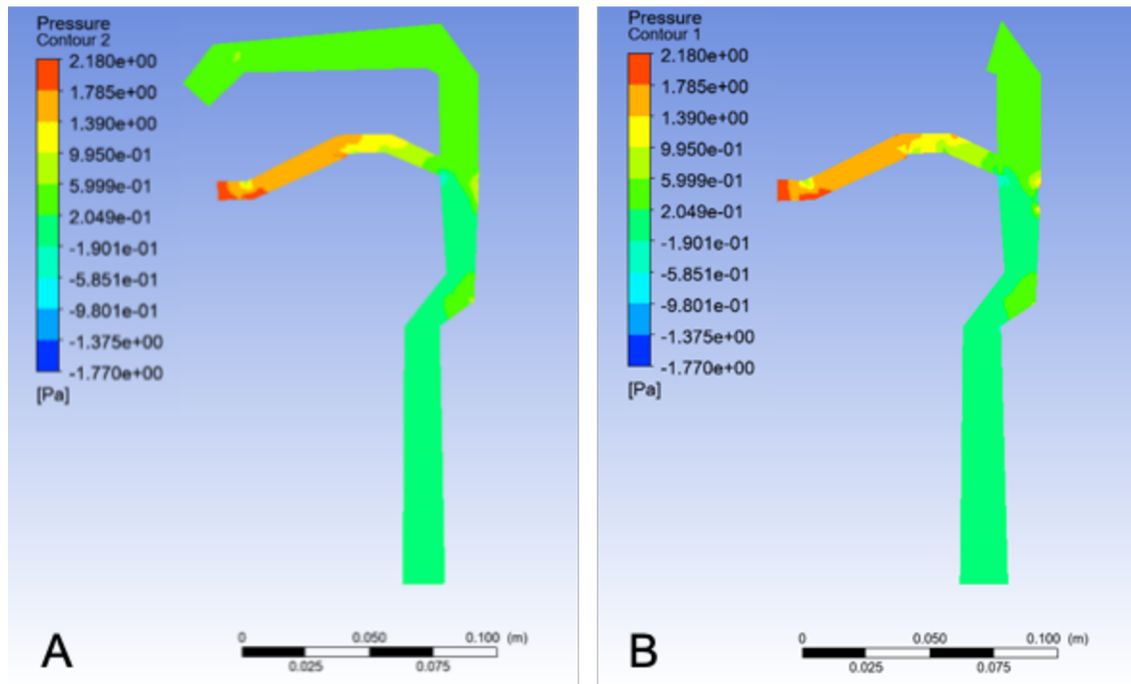 Pressure
Contour 2
2.180e+00
1.785e+00
1.390e+00
9.950e-01
5.999e-01
2.049e-01
-1.901e-01
-5.851e-01
-9.801e-01
-1.375e+00
-1.770e+00
[Pa]
A
0 0.050 0.100 (m)
0.025 0.075
Pressure
Contour 1
2.180e+00
1.785e+00
1.390e+00
9.950e-01
5.999e-01
2.049e-01
-1.901e-01
-5.851e-01
-9.801e-01
-1.375e+00
-1.770e+00
[Pa]
B
0 0.050 0.100 (m)
0.025 0.075